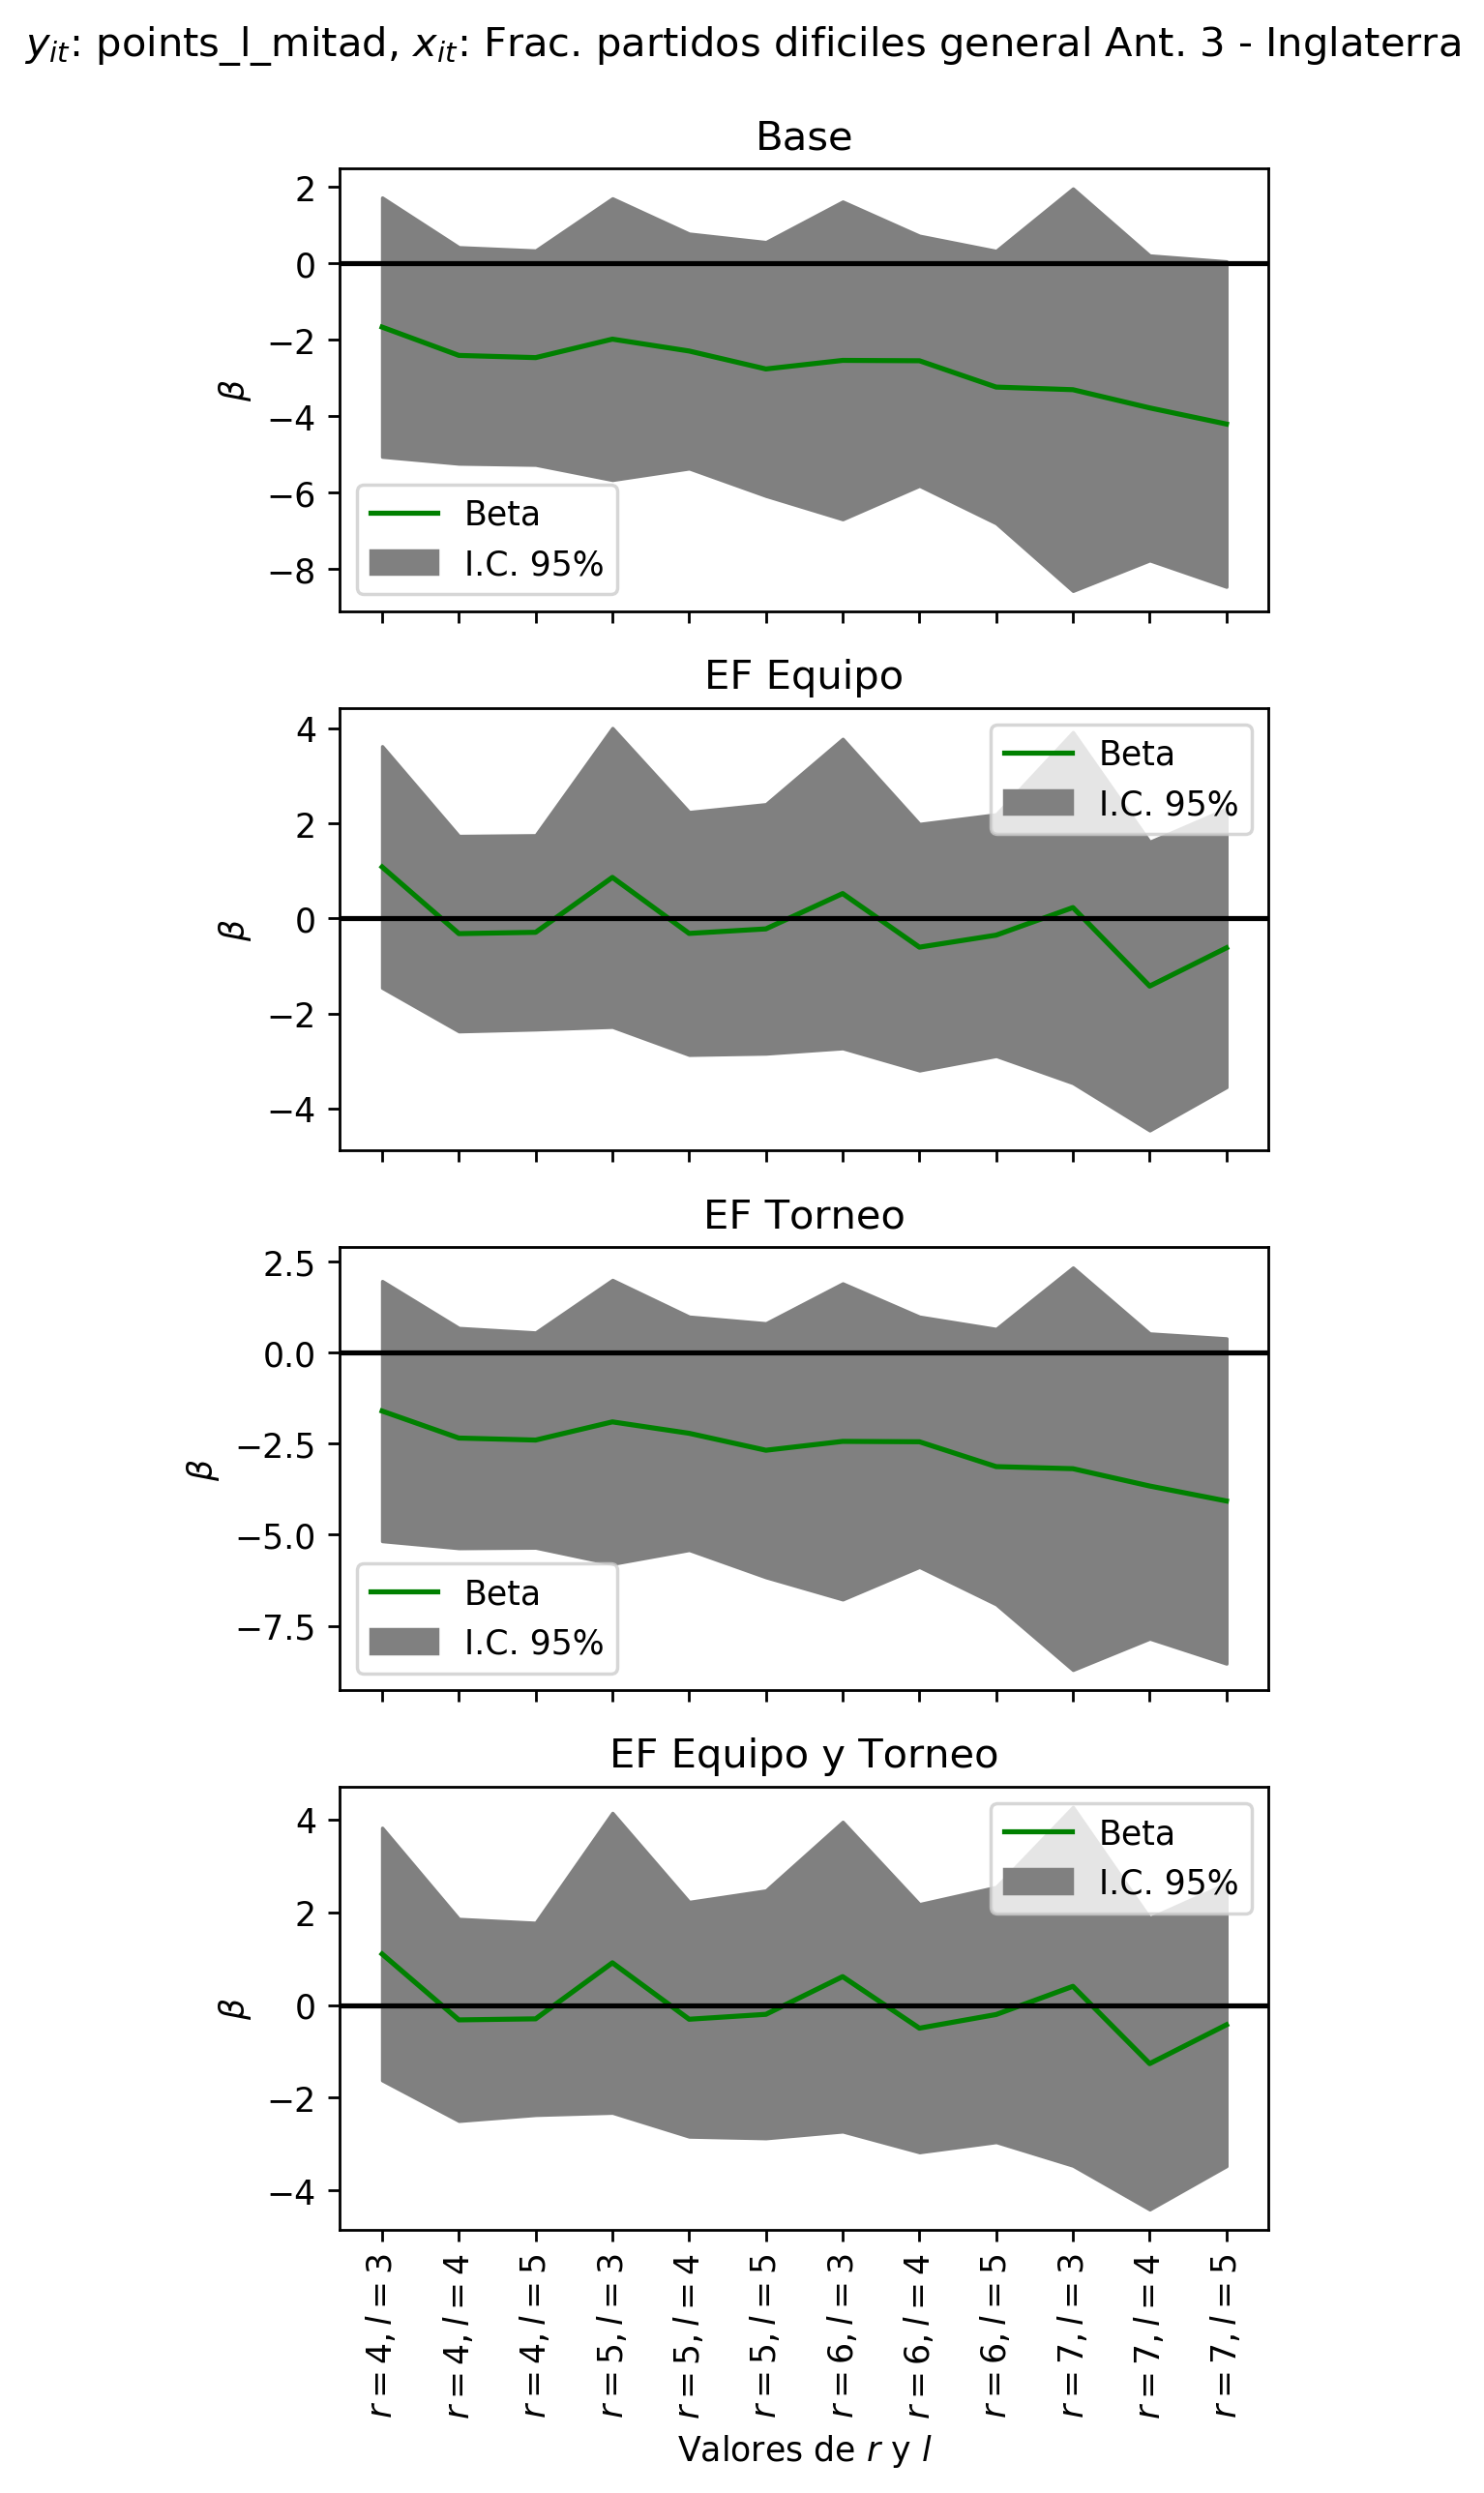 y_it: points_l_mitad, x_it: Frac. partidos dificiles general Ant. 3 - Inglaterra
Base
2
0
−2
−4
−6
−8
β
Beta
I.C. 95%
EF Equipo
4
2
0
−2
−4
β
Beta
I.C. 95%
EF Torneo
2.5
0.0
−2.5
−5.0
−7.5
β
Beta
I.C. 95%
EF Equipo y Torneo
4
2
0
−2
−4
β
Beta
I.C. 95%
r = 4, l = 3
r = 4, l = 4
r = 4, l = 5
r = 5, l = 3
r = 5, l = 4
r = 5, l = 5
r = 6, l = 3
r = 6, l = 4
r = 6, l = 5
r = 7, l = 3
r = 7, l = 4
r = 7, l = 5
Valores de r y l